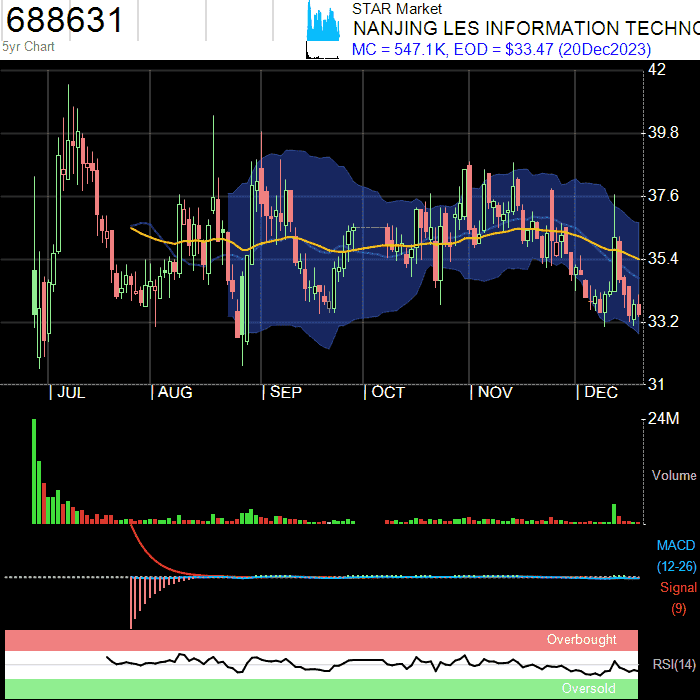 688631
5yr Chart
STAR Market
NANJING LES INFORMATION TECHNO
MC = 547.1K, EOD = $33.47 (20Dec2023)
42
39.8
37.6
35.4
33.2
31
| JUL | AUG | SEP | OCT | NOV | DEC
24M
Volume
MACD
(12-26)
Signal
(9)
Overbought
RSI(14)
Oversold